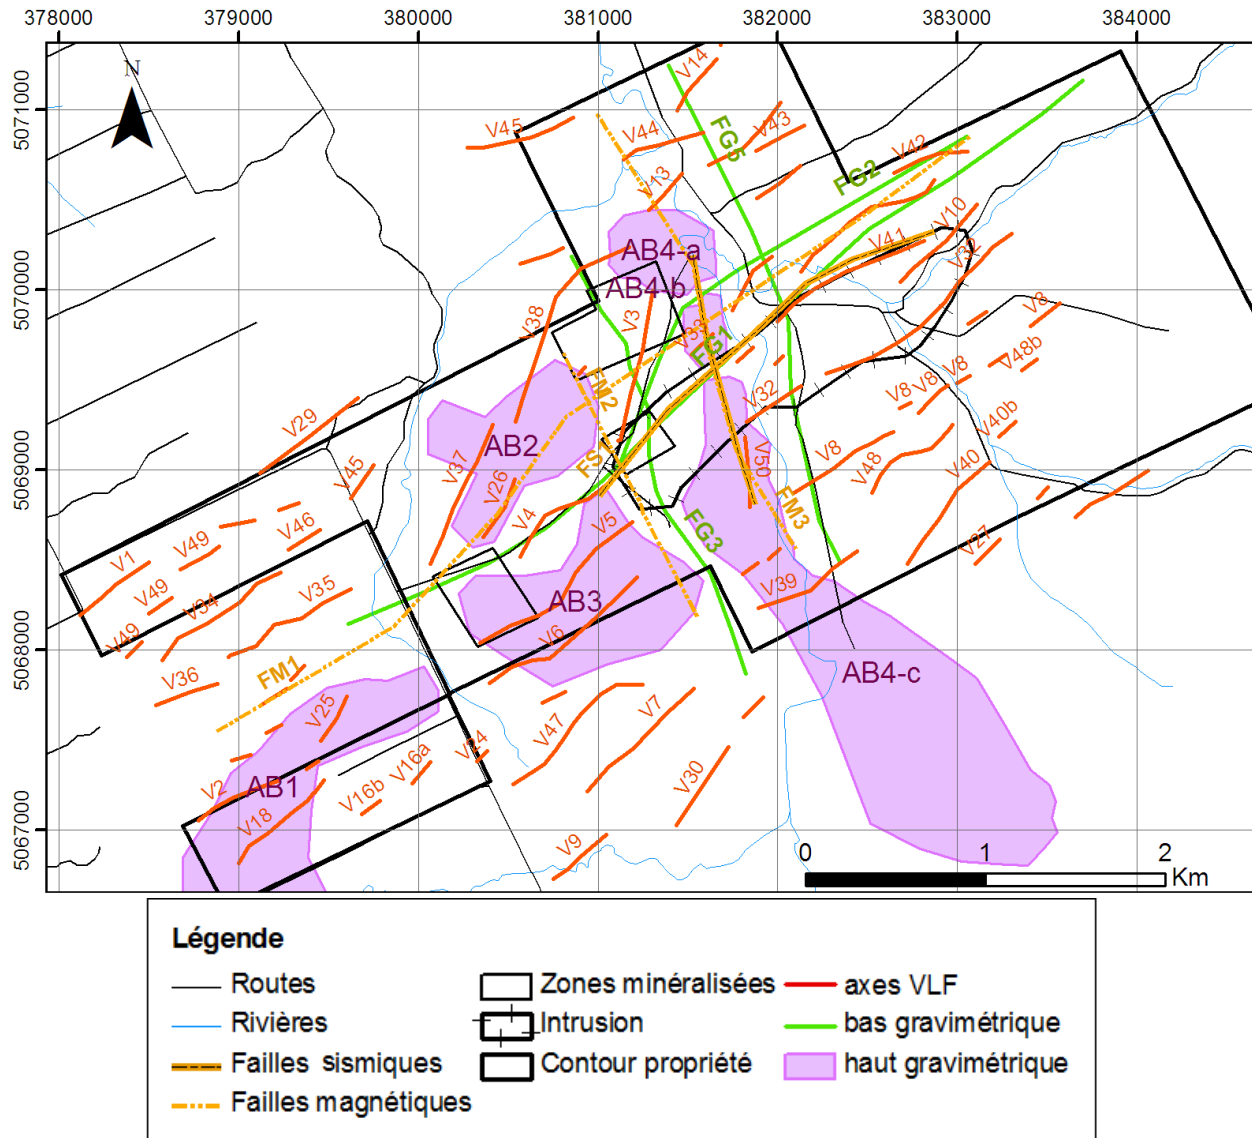 378000 379000 380000 381000 382000 383000 384000
N
5071000
5070000
5069000
5068000
5067000
V14
V45
V44
FG5
V43
V42
V13
FG2
V10
AB4-a
V41
V32
AB4-b
V38
V3
V33
FG1
V8
V48b
FM2
V8
V8
V8
V32
V29
AB2
V40b
FS
V8
V37
V45
V50
V48
V40
V26
FM3
V4
V5
FG3
V46
V49
V1
V27
V49
V34
V35
AB3
V39
V49
V6
V36
FM1
AB4-c
V25
V47
V7
V24
V16a
V2
AB1
V16b
V30
V18
V9
0 1 2
Km
Légende
Routes
Rivières
Failles sismiques
Failles magnétiques
Zones minéralisées
Intrusion
Contour propriété
axes VLF
bas gravimétrique
haut gravimétrique